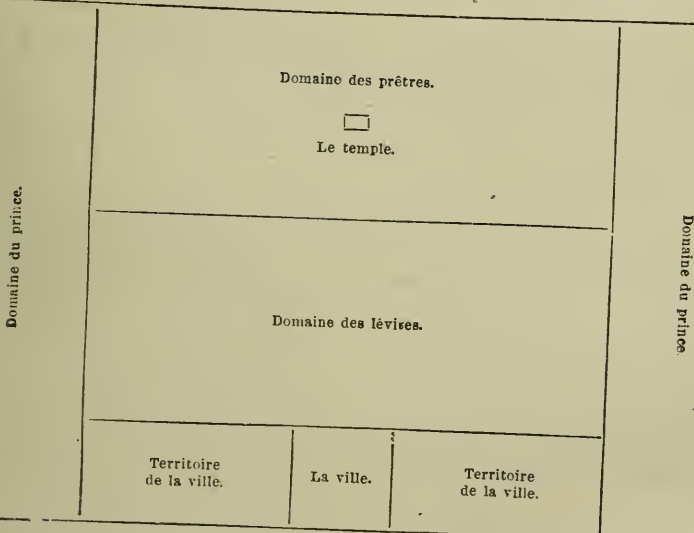 Domaine des prêtres.
Le temple.
Domaine du prince.
Domaine du prince.
Domaine des lévites.
Territoire
de la ville.
La ville.
Territoire
de la ville.